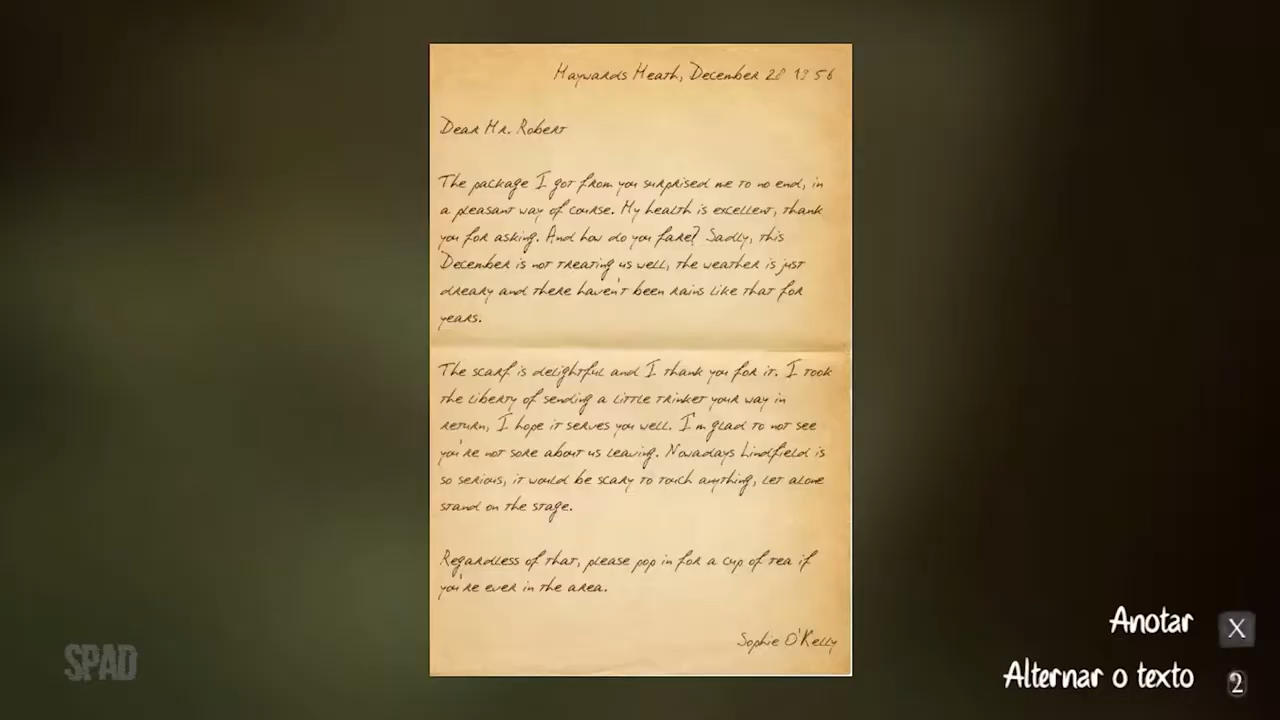 Haywards Heath, December 28 1956
Dear Mr. Robert
The package I got from you surprised me to no end, in
a pleasant way of course. My health is excellent, thank
you for asking. And how do you fare? Sadly, this
December is not treating us well, the weather is just
dreary and there haven't been rains like that for
years.
The scarf is delightful and I thank you for it. I took
the liberty of sending a little trinket your way in
return, I hope it serves you well. I'm glad to not see
you're not sore about us leaving. Nowadays Lindfield is
so serious, it would be scary to touch anything, let alone
stand on the stage.
Regardless of that, please pop in for a cup of tea if
you're ever in the area.
Sophie O'Kelly
Anotar X
Alternar o texto 2
SPAD